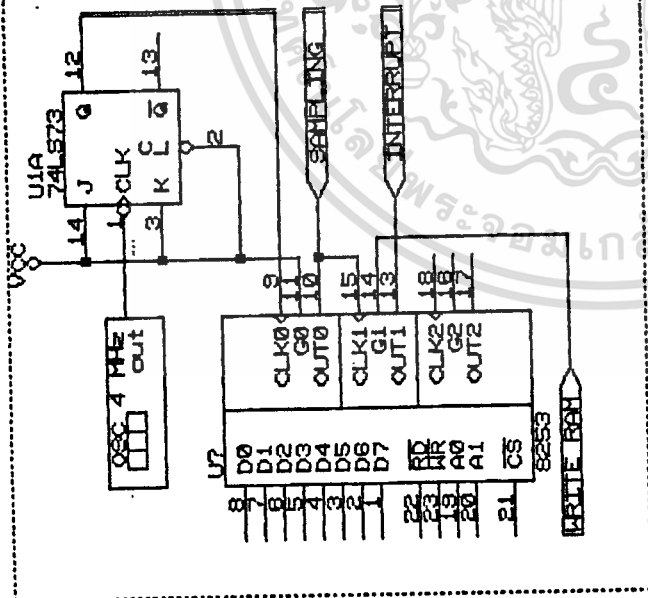 VCC
U1A
74LS73
14
J
Q
12
1
CLK
3
K
Q
13
C
L
2
OSC 4 MHz
out
U?
8
D0
7
D1
6
D2
5
D3
4
D4
3
D5
2
D6
1
D7
22
RD
23
WR
19
A0
20
A1
21
CS
8253
CLK0
9
G0
11
OUT0
10
CLK1
15
G1
14
OUT1
13
CLK2
18
G2
16
OUT2
17
SAMPLING
INTERRUPT
WRITE RAM